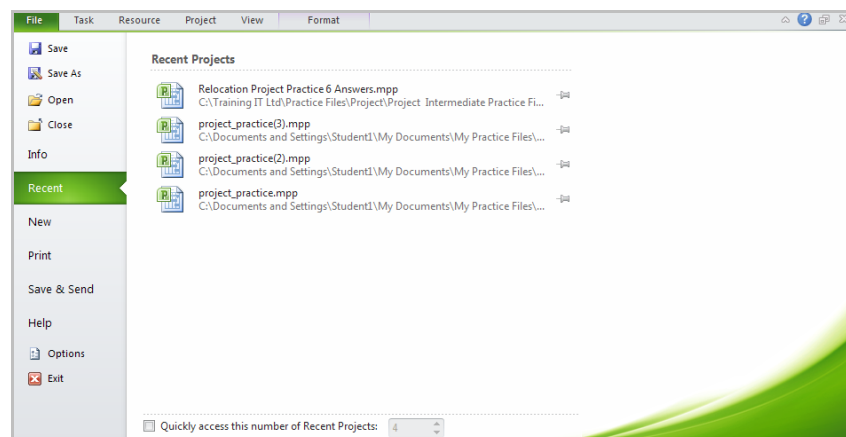 File Task Resource Project View Format
Save
Save As
Open
Close
Info
Recent
New
Print
Save & Send
Help
Options
Exit
Recent Projects
Relocation Project Practice 6 Answers.mpp
C:\Training IT Ltd\Practice Files\Project\Project Intermediate Practice Fi...
project_practice(3).mpp
C:\Documents and Settings\Student1\My Documents\My Practice Files\...
project_practice(2).mpp
C:\Documents and Settings\Student1\My Documents\My Practice Files\...
project_practice.mpp
C:\Documents and Settings\Student1\My Documents\My Practice Files\...
Quickly access this number of Recent Projects: 4